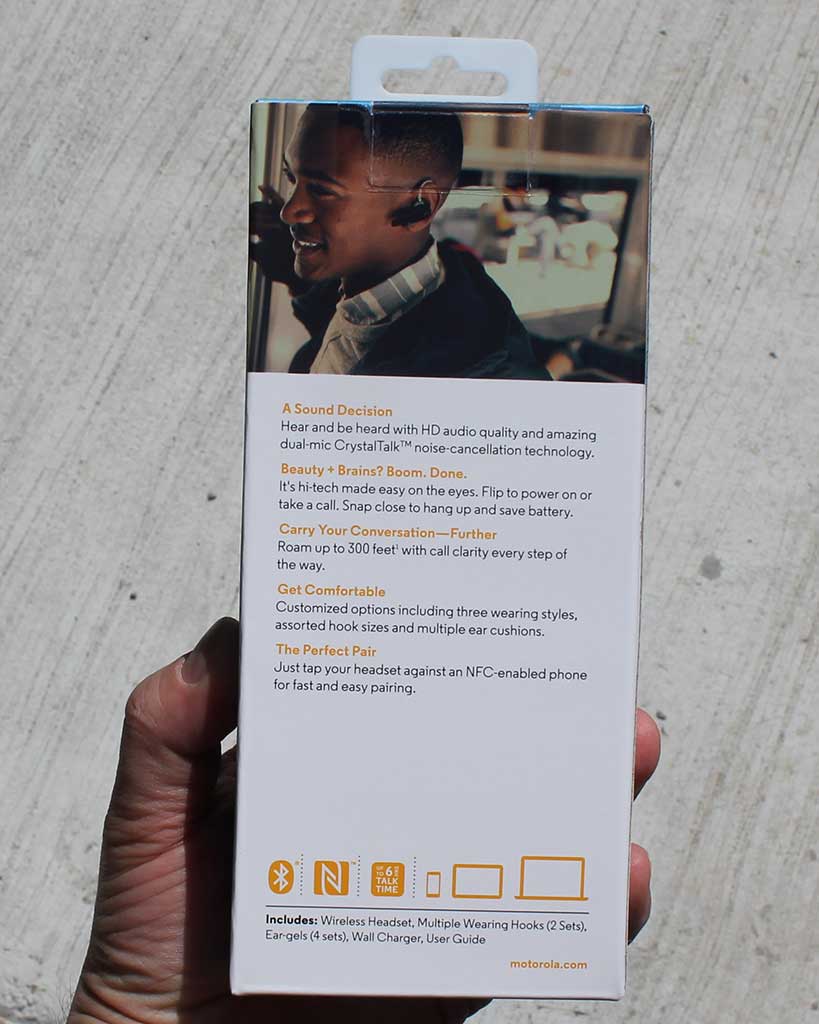 A Sound Decision
Hear and be heard with HD audio quality and amazing
dual-mic CrystalTalk™ noise-cancellation technology.
Beauty + Brains? Boom. Done.
It's hi-tech made easy on the eyes. Flip to power on or
take a call. Snap close to hang up and save battery.
Carry Your Conversation—Further
Roam up to 300 feet¹ with call clarity every step of
the way.
Get Comfortable
Customized options including three wearing styles,
assorted hook sizes and multiple ear cushions.
The Perfect Pair
Just tap your headset against an NFC-enabled phone
for fast and easy pairing.
UP TO 6 HRS
TALK
TIME
Includes: Wireless Headset, Multiple Wearing Hooks (2 Sets),
Ear-gels (4 sets), Wall Charger, User Guide
motorola.com